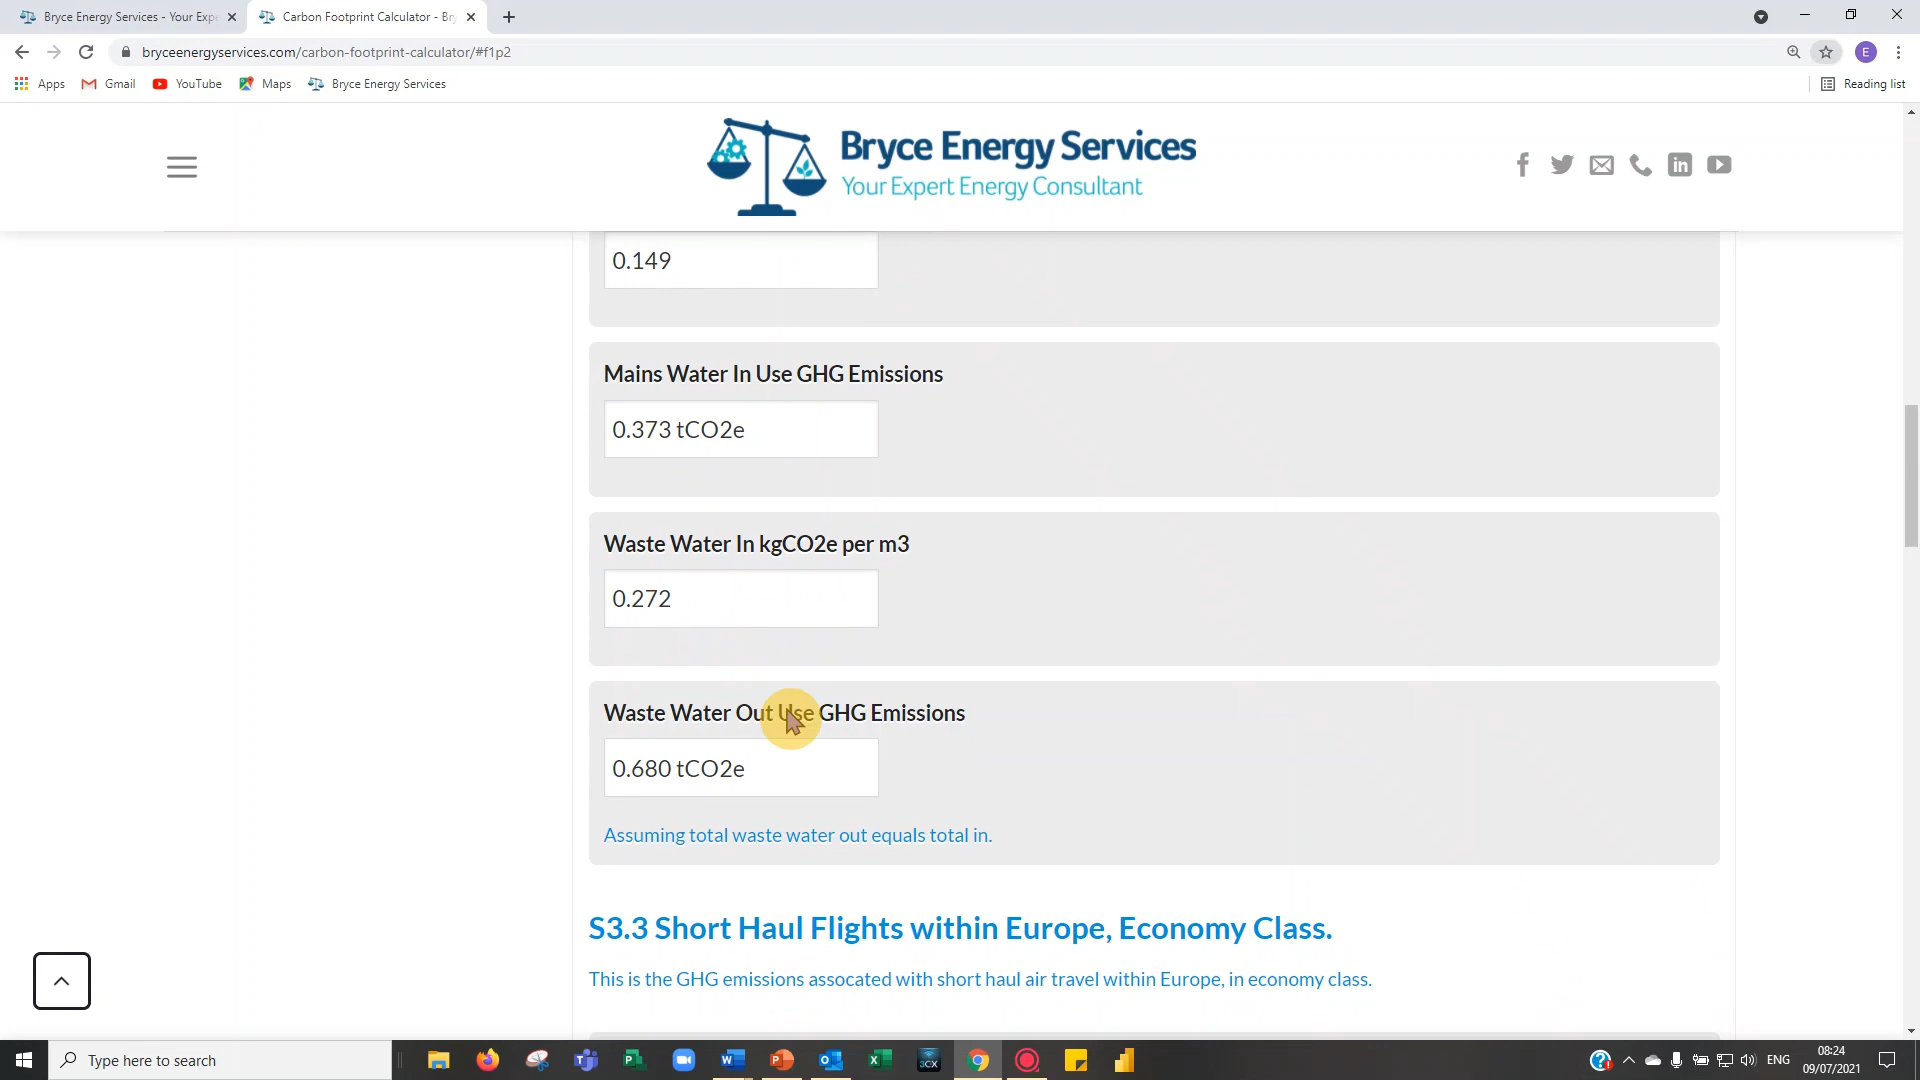 Bryce Energy Services - Your Exp
Carbon Footprint Calculator - Br
bryceenergyservices.com/carbon-footprint-calculator/#f1p2
E
Apps
Gmail
YouTube
Maps
Bryce Energy Services
Reading list
Bryce Energy Services
Your Expert Energy Consultant
0.149
Mains Water In Use GHG Emissions
0.373 tCO2e
Waste Water In kgCO2e per m3
0.272
Waste Water Out Use GHG Emissions
0.680 tCO2e
Assuming total waste water out equals total in.
S3.3 Short Haul Flights within Europe, Economy Class.
This is the GHG emissions assocated with short haul air travel within Europe, in economy class.
Type here to search
3CX
ENG
08:24
09/07/2021